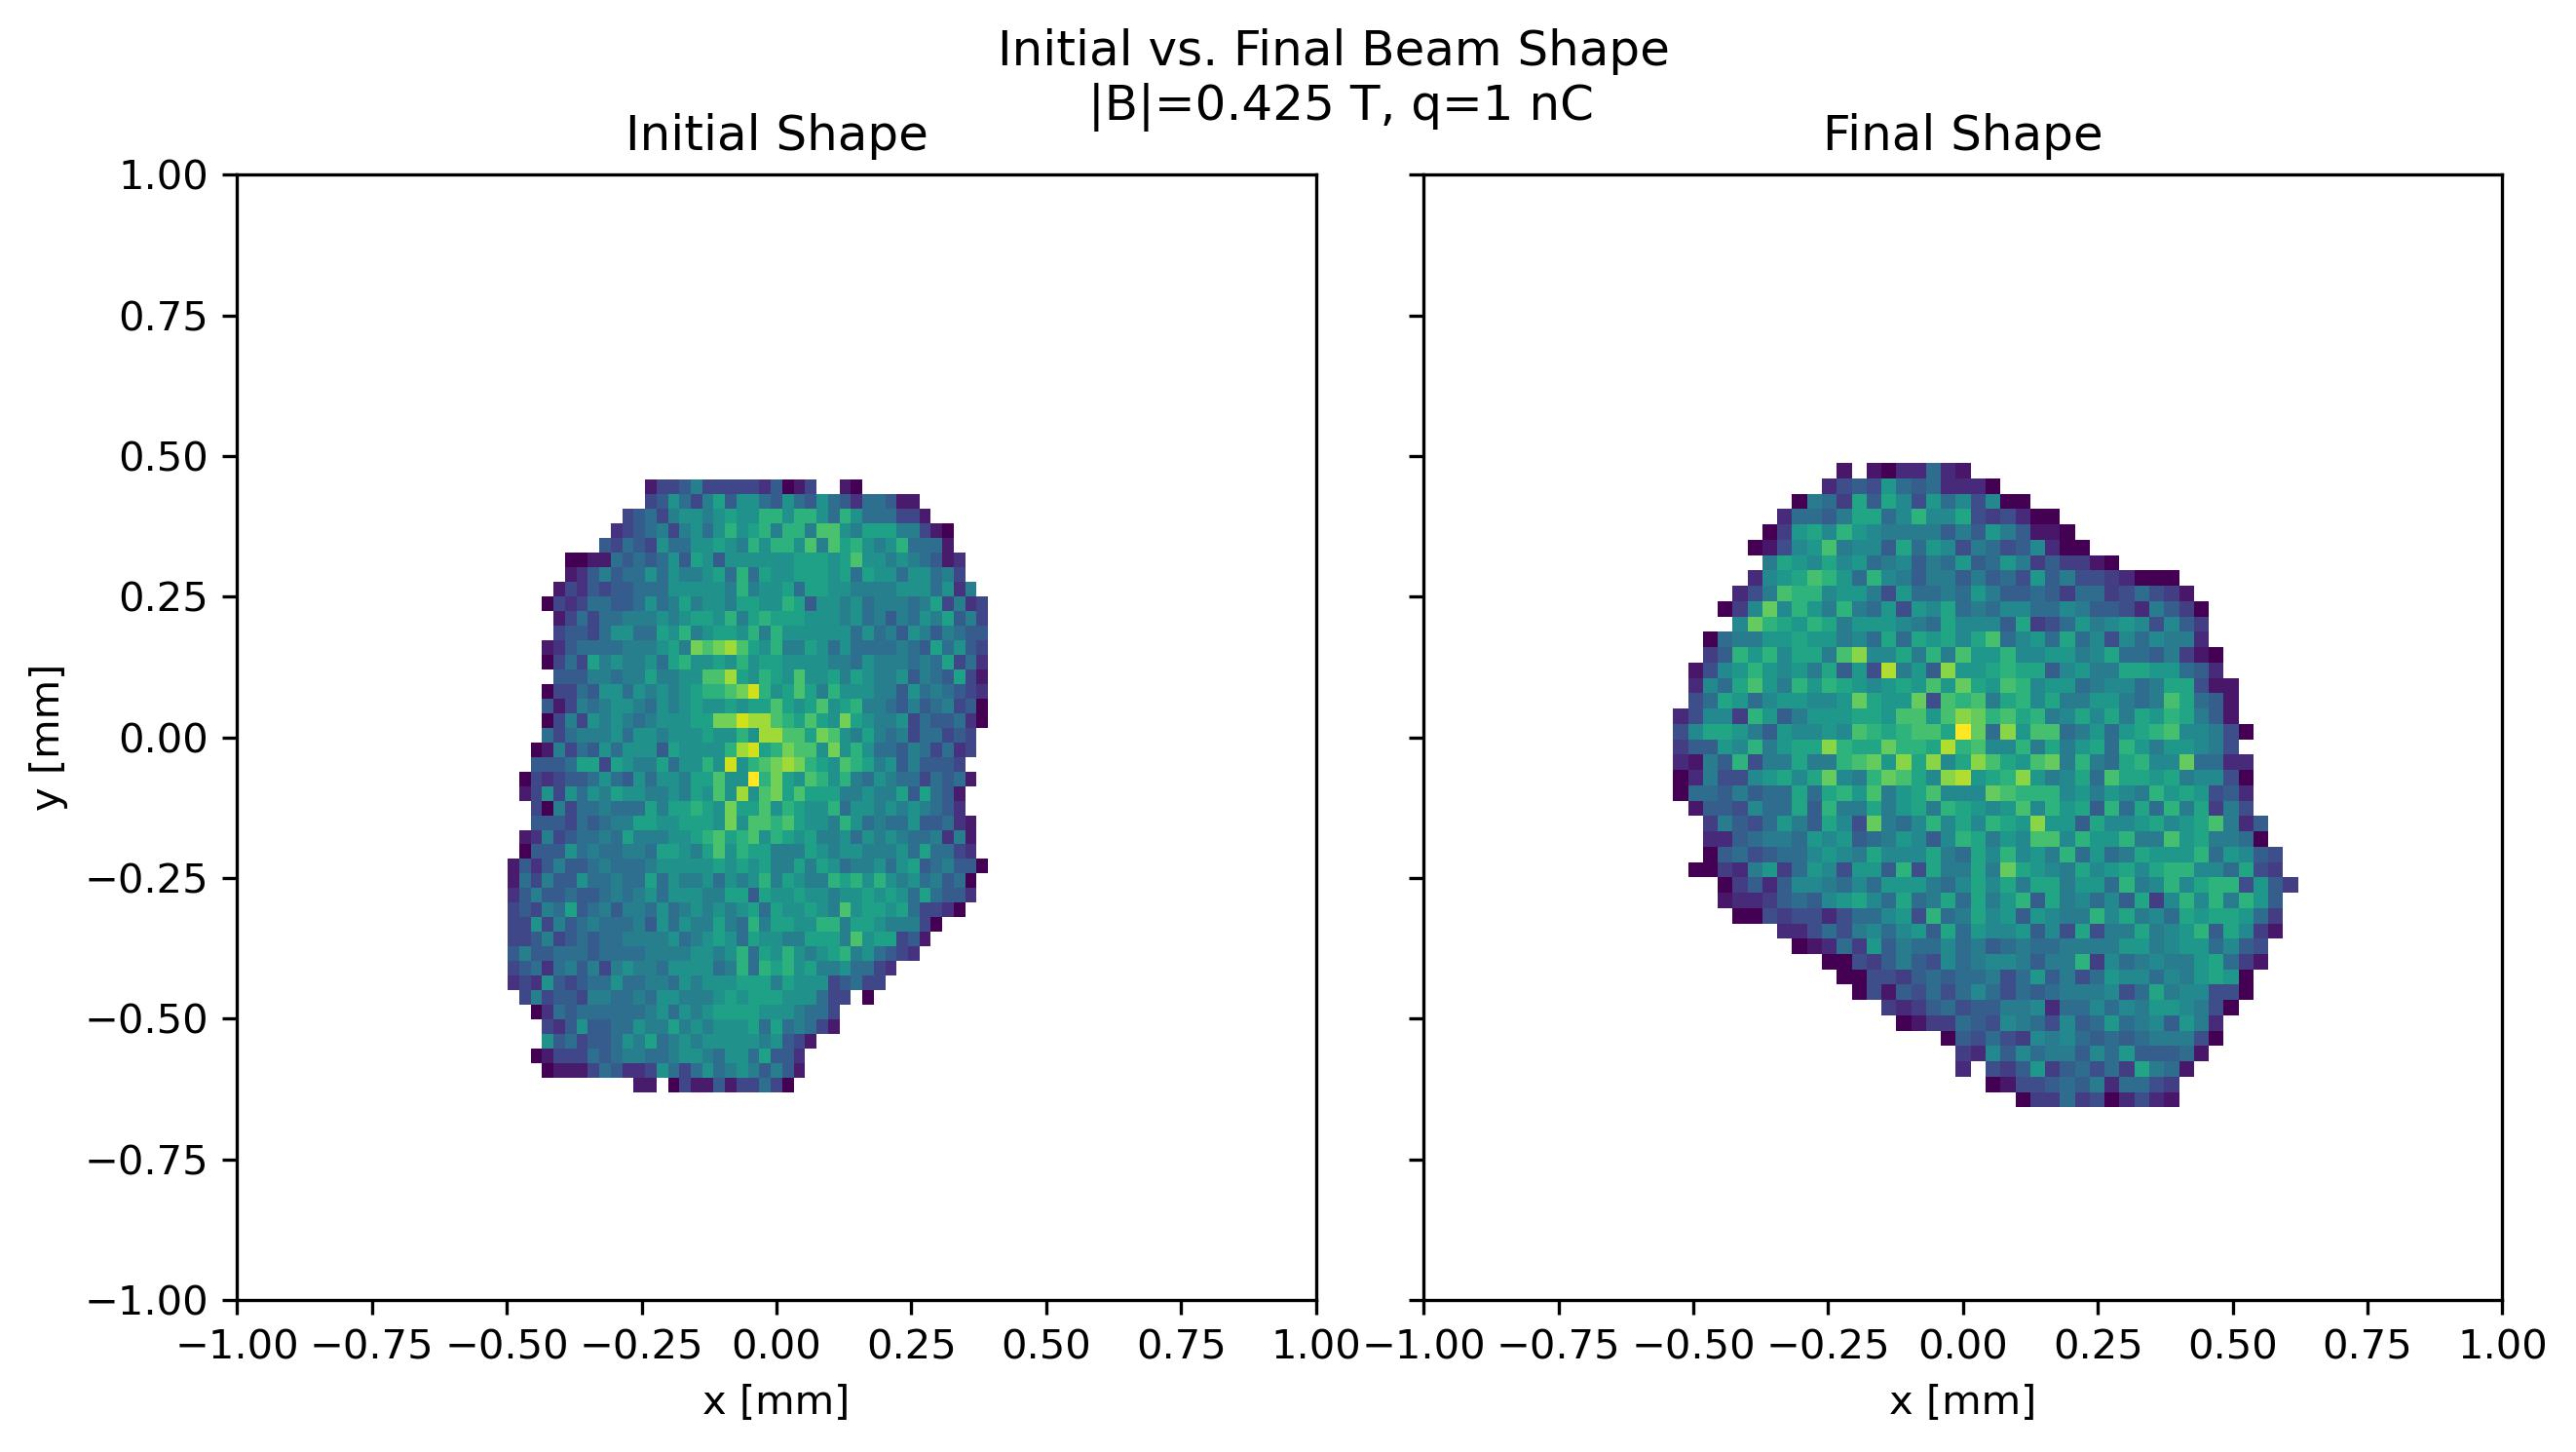 Initial vs. Final Beam Shape
|B|=0.425 T, q=1 nC
Initial Shape
Final Shape
1.00
0.75
0.50
0.25
0.00
−0.25
−0.50
−0.75
−1.00
y [mm]
−1.00 −0.75 −0.50 −0.25 0.00 0.25 0.50 0.75 1.00
−1.00 −0.75 −0.50 −0.25 0.00 0.25 0.50 0.75 1.00
x [mm]
x [mm]